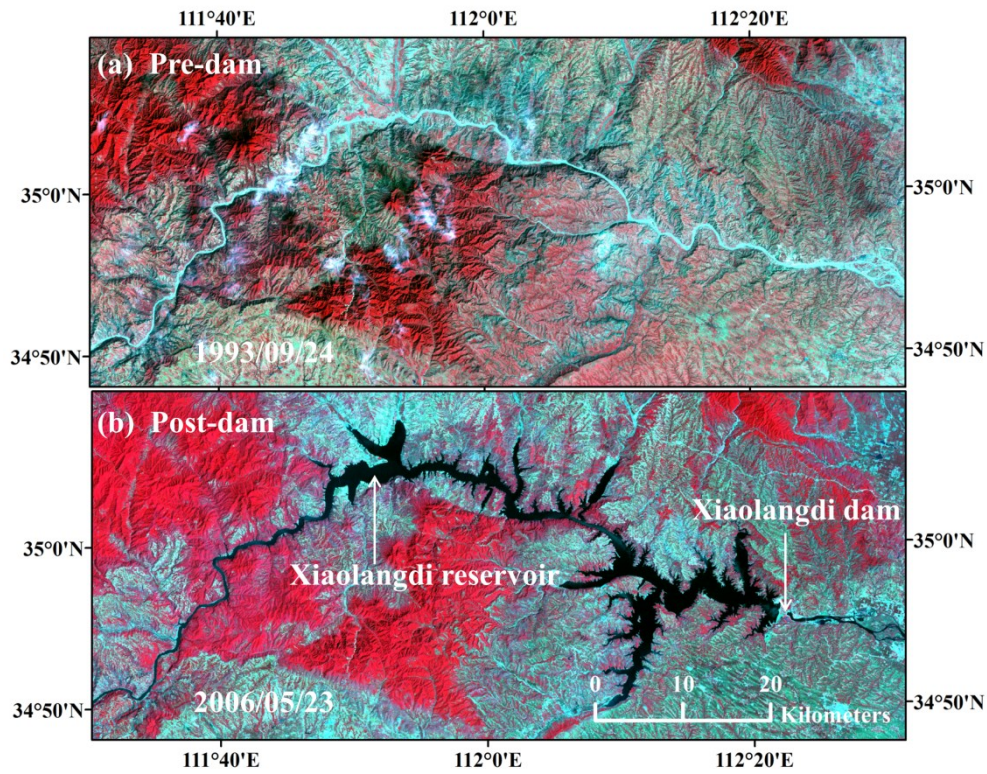 111°40'E 112°0'E 112°20'E
(a) Pre-dam
35°0'N 35°0'N
34°50'N 34°50'N
1993/09/24
(b) Post-dam
Xiaolangdi dam
35°0'N 35°0'N
Xiaolangdi reservoir
34°50'N 34°50'N
2006/05/23
0 10 20
Kilometers
111°40'E 112°0'E 112°20'E